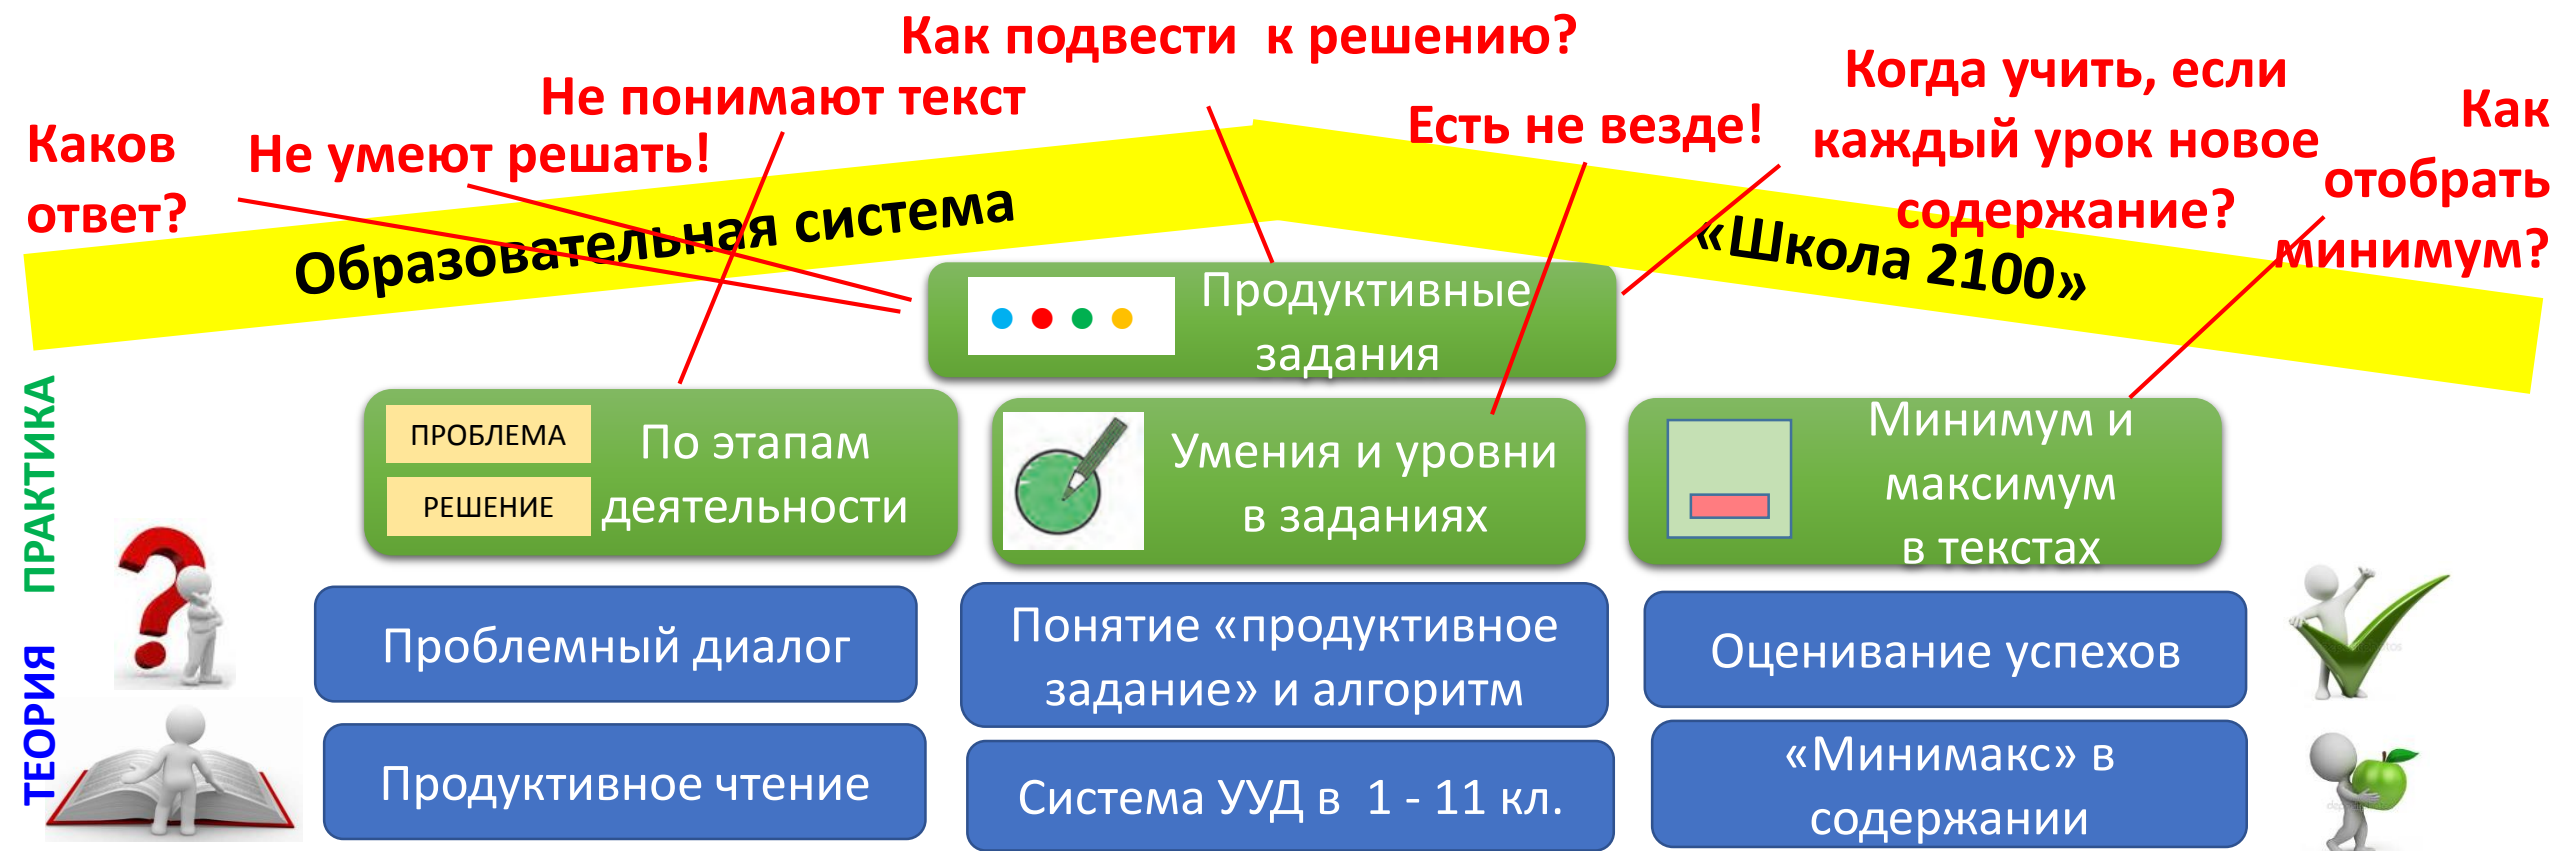 Как подвести к решению?
Не понимают текст
Каков
ответ?
Не умеют решать!
Есть не везде!
Когда учить, если
каждый урок новое
содержание?
Как
отобрать
минимум?
Образовательная система
«Школа 2100»
Продуктивные
задания
ПРАКТИКА
ПРОБЛЕМА
РЕШЕНИЕ
По этапам
деятельности
Умения и уровни
в заданиях
Минимум и
максимум
в текстах
ТЕОРИЯ
Проблемный диалог
Понятие «продуктивное
задание» и алгоритм
Оценивание успехов
Продуктивное чтение
Система УУД в 1 - 11 кл.
«Минимакс» в
содержании